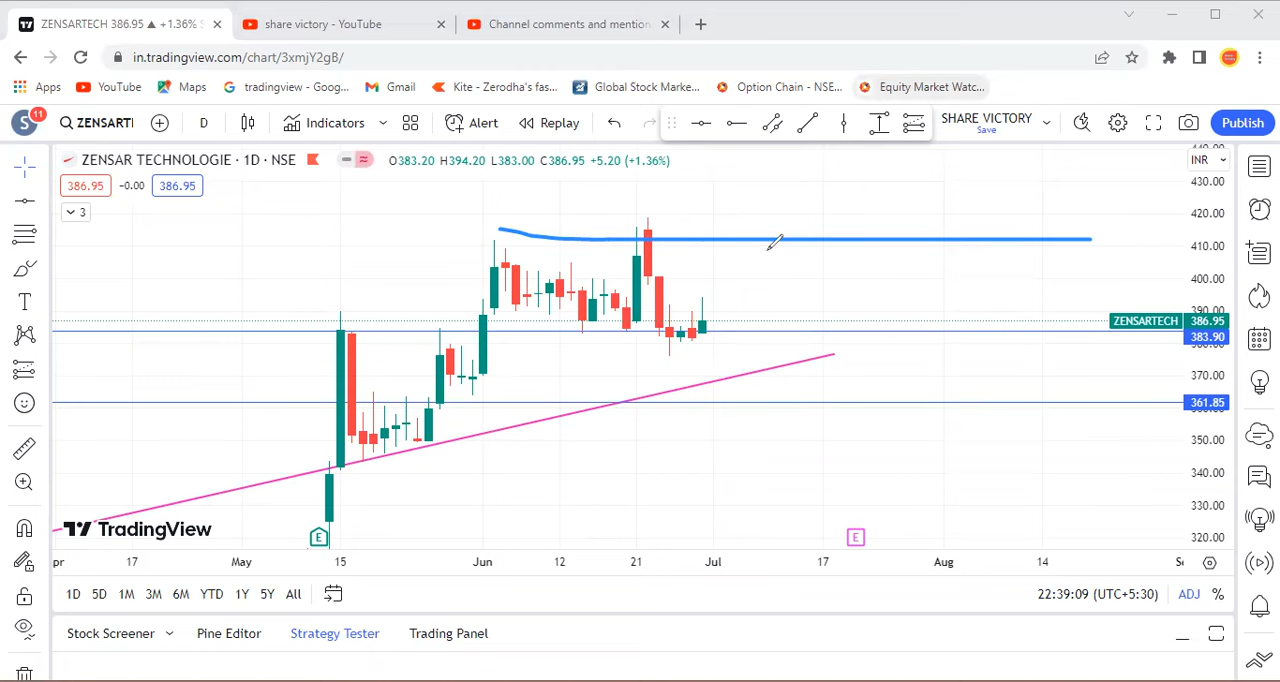 ZENSARTECH 386.95 ▲ +1.36%
share victory - YouTube
Channel comments and mention
in.tradingview.com/chart/3xmjY2gB/
Apps YouTube Maps tradingview - Goog... Gmail Kite - Zerodha's fas... Global Stock Marke... Option Chain - NSE... Equity Market Watc...
S 11 ZENSARTI D Indicators Alert Replay SHARE VICTORY Save Publish
ZENSAR TECHNOLOGIE · 1D · NSE O383.20 H394.20 L383.00 C386.95 +5.20 (+1.36%) INR
386.95 -0.00 386.95
3
430.00
420.00
410.00
400.00
ZENSARTECH 386.95
383.90
370.00
361.85
350.00
340.00
330.00
320.00
TradingView
E E
17 May 15 Jun 12 21 Jul 17 Aug 14
1D 5D 1M 3M 6M YTD 1Y 5Y All 22:39:09 (UTC+5:30) ADJ %
Stock Screener Pine Editor Strategy Tester Trading Panel